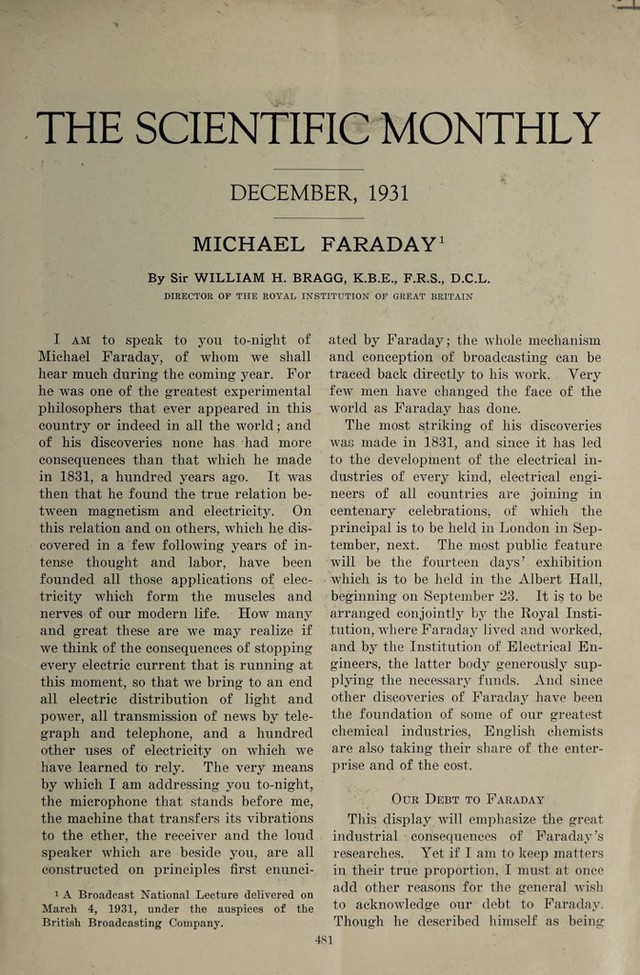 THE SCIENTIFIC MONTHLY
DECEMBER, 1931
MICHAEL FARADAY¹
By Sir WILLIAM H. BRAGG, K.B.E., F.R.S., D.C.L.
DIRECTOR OF THE ROYAL INSTITUTION OF GREAT BRITAIN
I AM to speak to you to-night of
Michael Faraday, of whom we shall
hear much during the coming year. For
he was one of the greatest experimental
philosophers that ever appeared in this
country or indeed in all the world; and
of his discoveries none has had more
consequences than that which he made
in 1831, a hundred years ago. It was
then that he found the true relation be-
tween magnetism and electricity. On
this relation and on others, which he dis-
covered in a few following years of in-
tense thought and labor, have been
founded all those applications of elec-
tricity which form the muscles and
nerves of our modern life. How many
and great these are we may realize if
we think of the consequences of stopping
every electric current that is running at
this moment, so that we bring to an end
all electric distribution of light and
power, all transmission of news by tele-
graph and telephone, and a hundred
other uses of electricity on which we
have learned to rely. The very means
by which I am addressing you to-night,
the microphone that stands before me,
the machine that transfers its vibrations
to the ether, the receiver and the loud
speaker which are beside you, are all
constructed on principles first enunci-
¹ A Broadcast National Lecture delivered on
March 4, 1931, under the auspices of the
British Broadcasting Company.
ated by Faraday; the whole mechanism
and conception of broadcasting can be
traced back directly to his work. Very
few men have changed the face of the
world as Faraday has done.
The most striking of his discoveries
was made in 1831, and since it has led
to the development of the electrical in-
dustries of every kind, electrical engi-
neers of all countries are joining in
centenary celebrations, of which the
principal is to be held in London in Sep-
tember, next. The most public feature
will be the fourteen days' exhibition
which is to be held in the Albert Hall,
beginning on September 23. It is to be
arranged conjointly by the Royal Insti-
tution, where Faraday lived and worked,
and by the Institution of Electrical En-
gineers, the latter body generously sup-
plying the necessary funds. And since
other discoveries of Faraday have been
the foundation of some of our greatest
chemical industries, English chemists
are also taking their share of the enter-
prise and of the cost.
OUR DEBT TO FARADAY
This display will emphasize the great
industrial consequences of Faraday's
researches. Yet if I am to keep matters
in their true proportion, I must at once
add other reasons for the general wish
to acknowledge our debt to Faraday.
Though he described himself as being
481